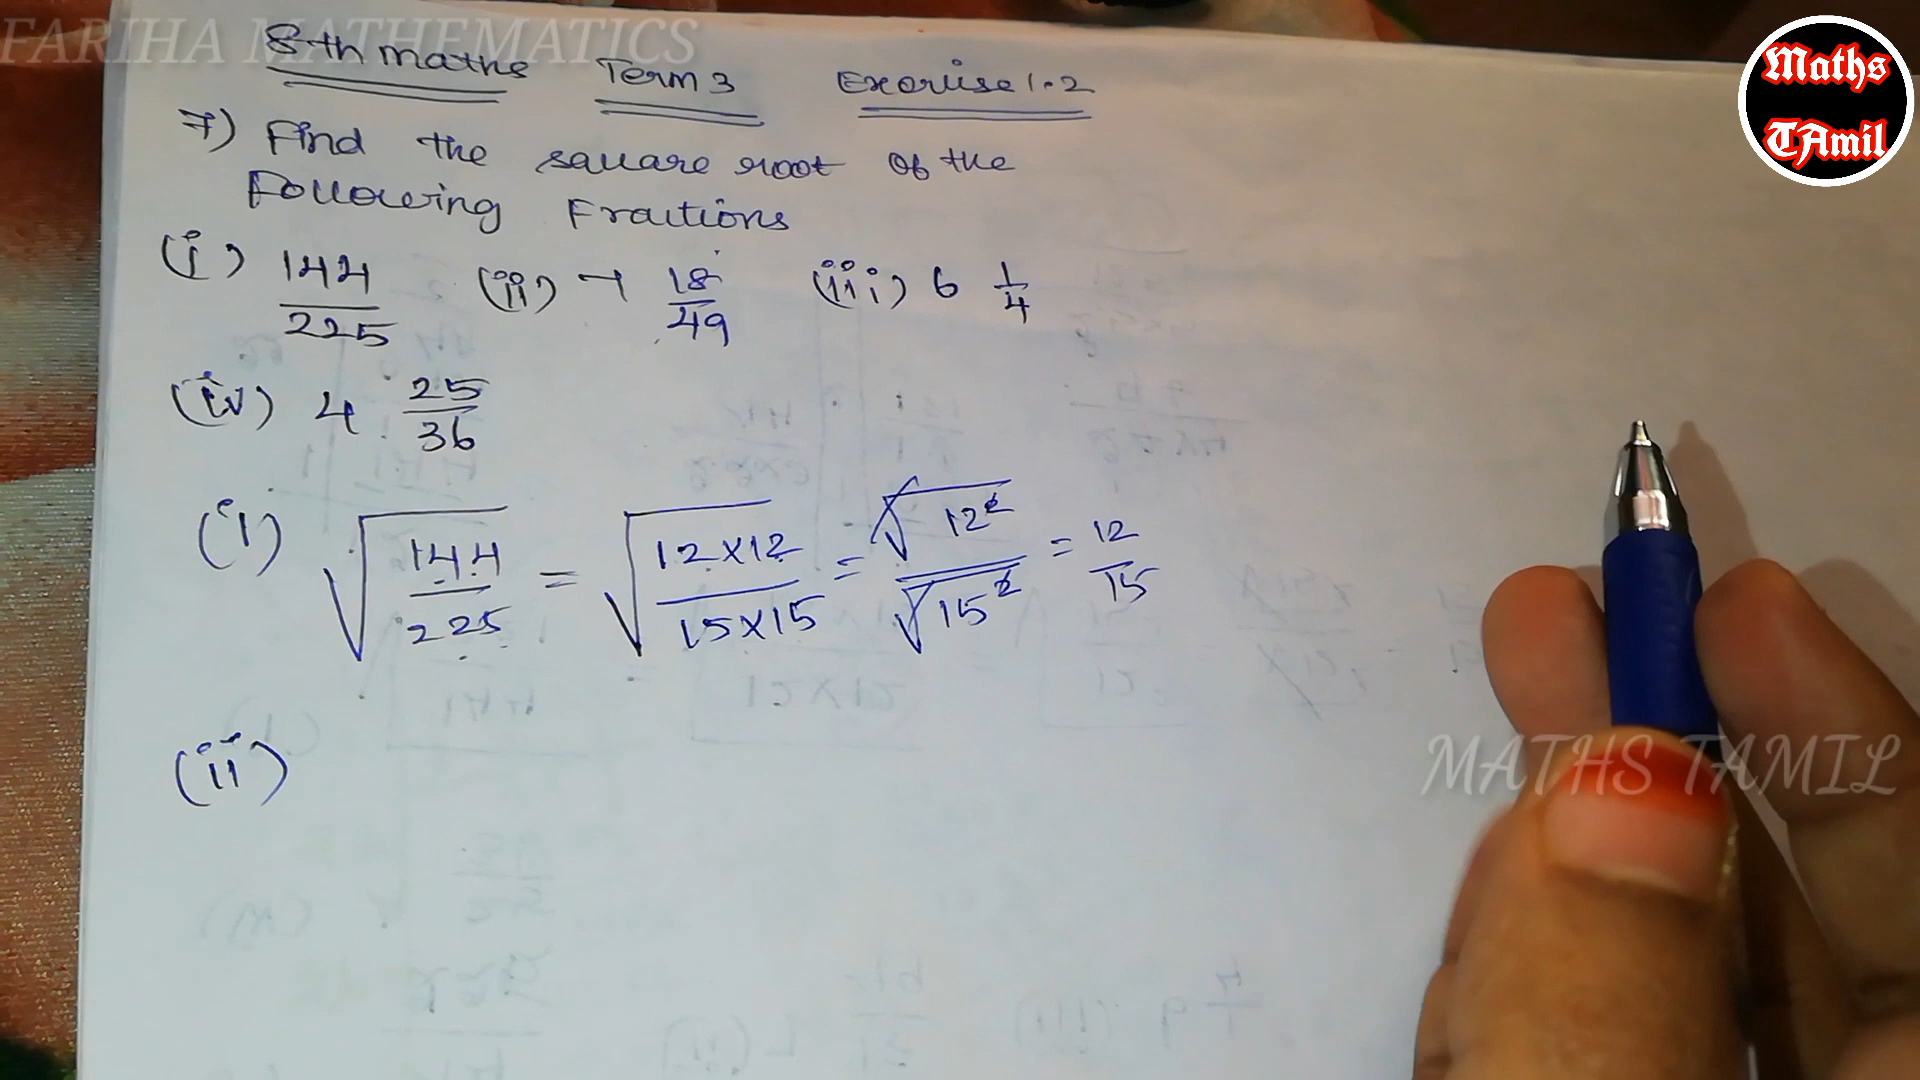 FARIHA MATHEMATICS
Maths
TAmil
8th maths Term 3 Exercise 1.2
7) Find the square root of the
Following Fractions
(i) 144/225 (ii) 7 18/49 (iii) 6 1/4
(iv) 4 25/36
(i) √(144/225) = √(12×12/15×15) = √12²/√15² = 12/15
(ii)
MATHS TAMIL